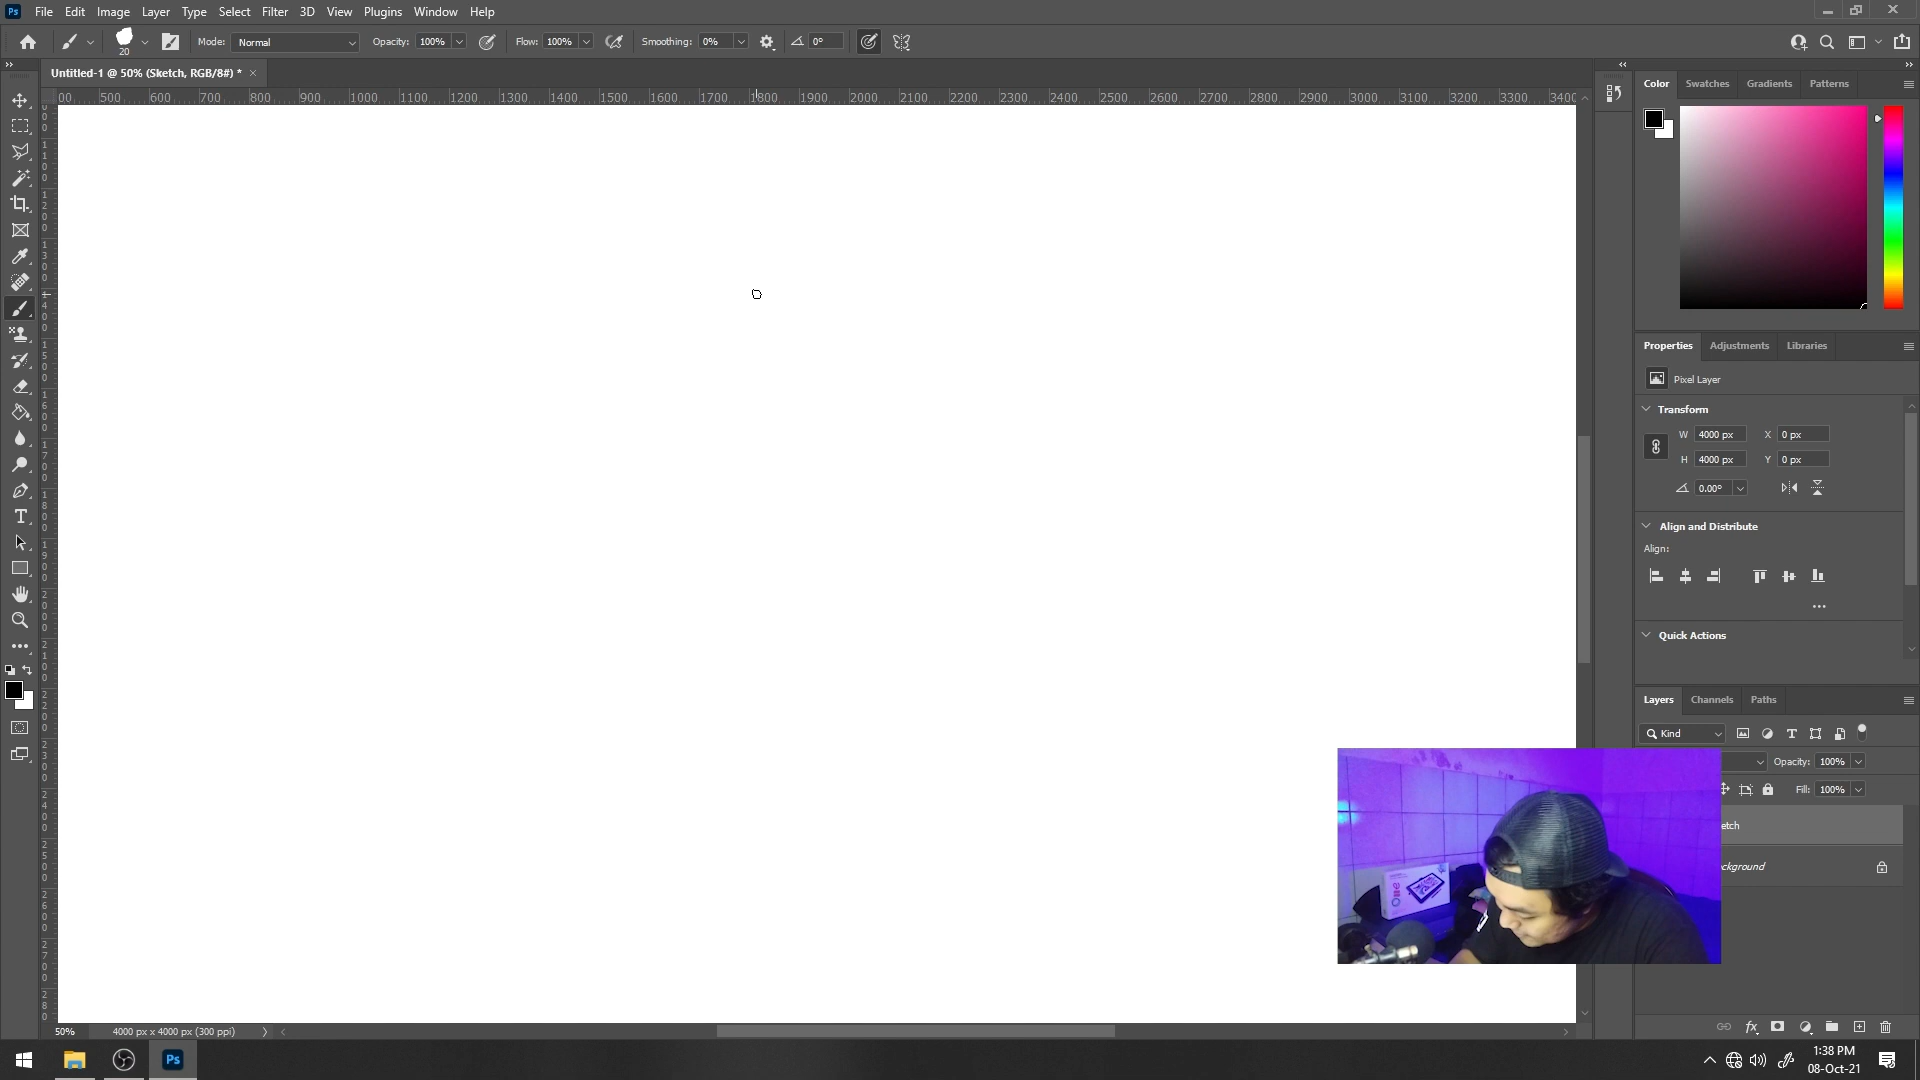 Ps File Edit Image Layer Type Select Filter 3D View Plugins Window Help
20 Mode: Normal Opacity: 100% Flow: 100% Smoothing: 0% 0°
Untitled-1 @ 50% (Sketch, RGB/8#) * ×
500 600 700 800 900 1000 1100 1200 1300 1400 1500 1600 1700 1800 1900 2000 2100 2200 2300 2400 2500 2600 2700 2800 2900 3000 3100 3200 3300 3400
Color Swatches Gradients Patterns
Properties Adjustments Libraries
Pixel Layer
Transform
W 4000 px X 0 px
H 4000 px Y 0 px
0.00°
Align and Distribute
Align:
Quick Actions
Layers Channels Paths
Kind
Opacity: 100%
Fill: 100%
etch
ckground
One
fx
50% 4000 px x 4000 px (300 ppi)
Ps
1:38 PM
08-Oct-21